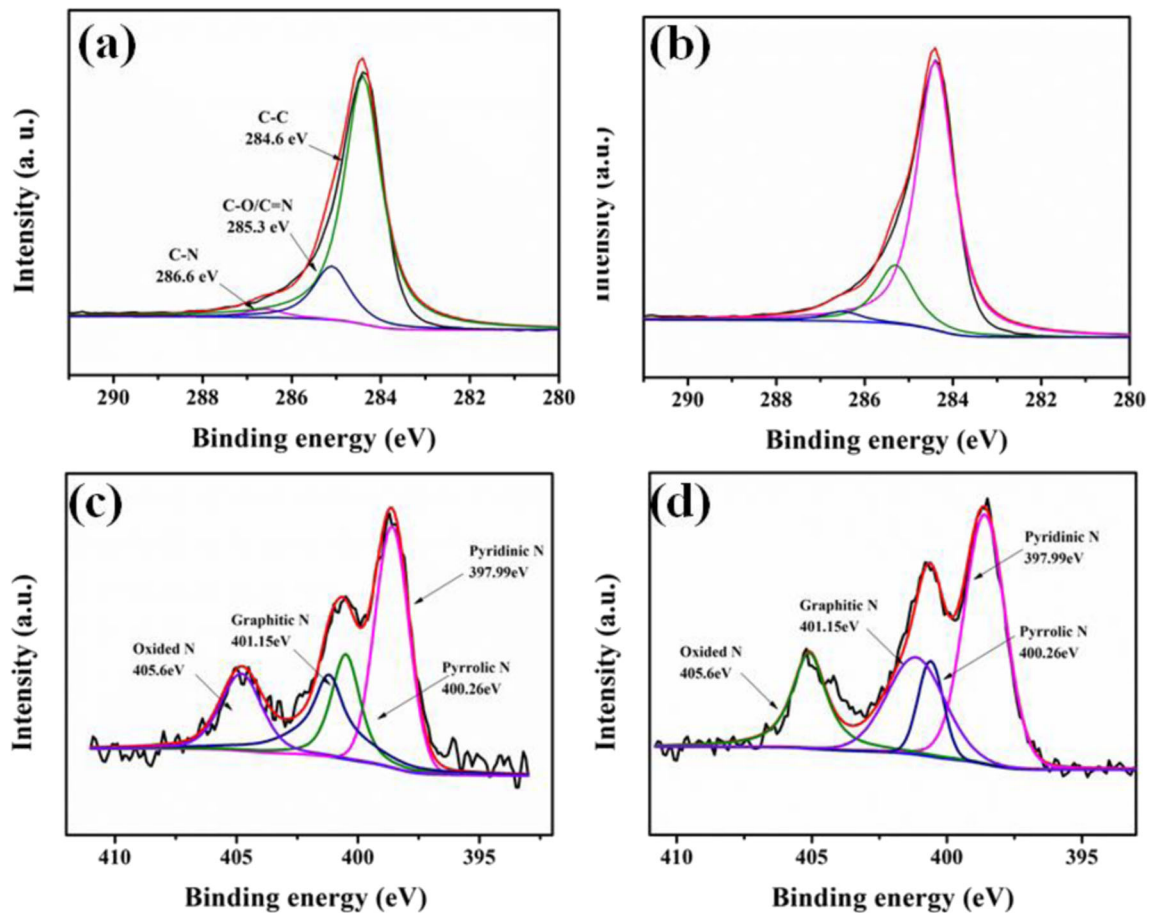 (a)
Intensity (a. u.)
C-C
284.6 eV
C-O/C=N
285.3 eV
C-N
286.6 eV
290 288 286 284 282 280
Binding energy (eV)
(b)
Intensity (a.u.)
290 288 286 284 282 280
Binding energy (eV)
(c)
Intensity (a.u.)
Pyridinic N
397.99eV
Graphitic N
401.15eV
Oxided N
405.6eV
Pyrrolic N
400.26eV
410 405 400 395
Binding energy (eV)
(d)
Intensity (a.u.)
Pyridinic N
397.99eV
Graphitic N
401.15eV
Oxided N
405.6eV
Pyrrolic N
400.26eV
410 405 400 395
Binding energy (eV)